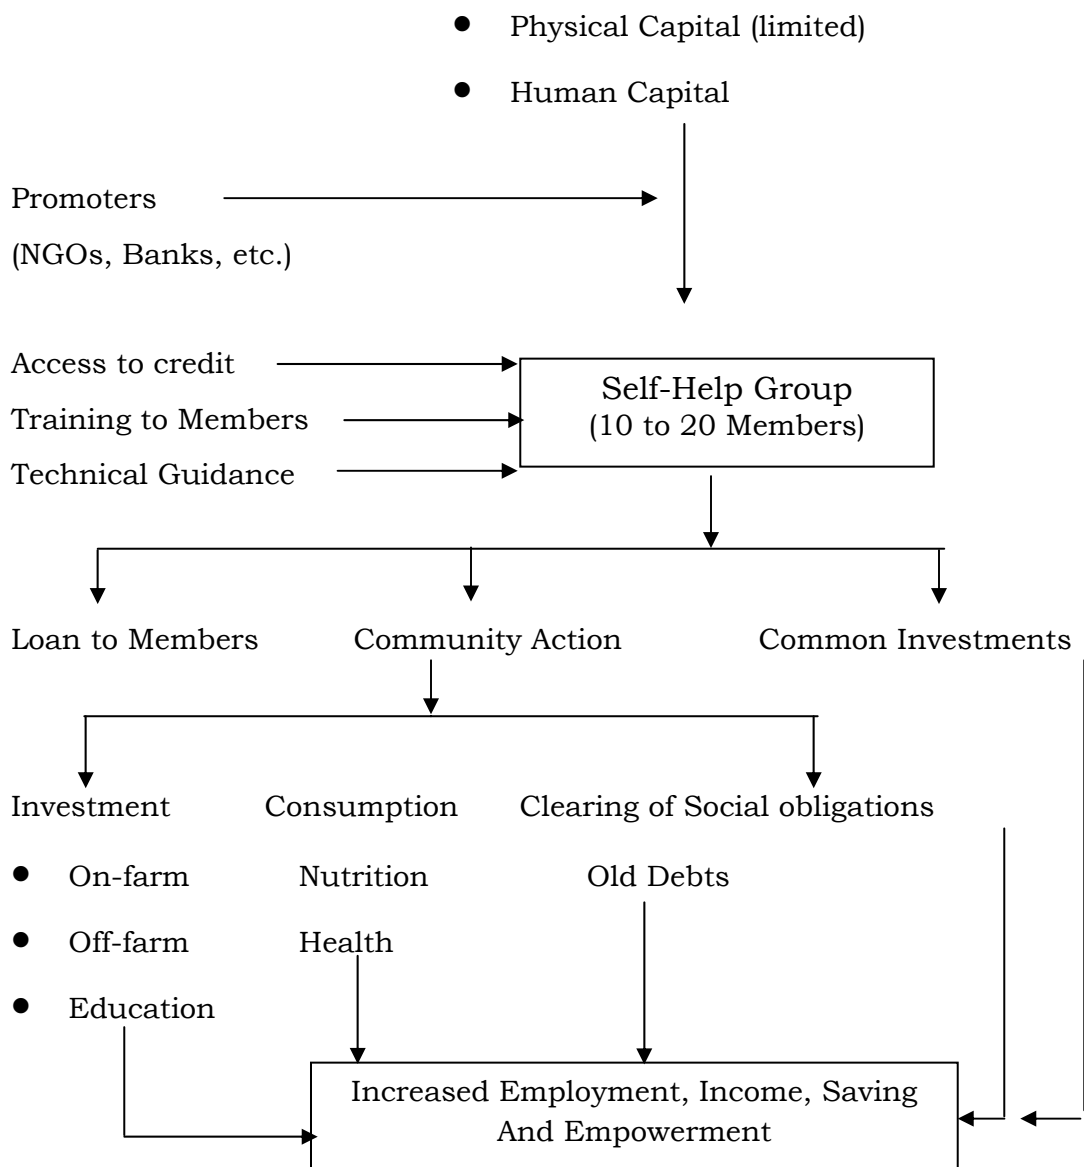 ● Physical Capital (limited)
● Human Capital
Promoters
(NGOs, Banks, etc.)
Access to credit
Self-Help Group
Training to Members
(10 to 20 Members)
Technical Guidance
Loan to Members Community Action Common Investments
Investment Consumption Clearing of Social obligations
● On-farm Nutrition Old Debts
● Off-farm Health
● Education
Increased Employment, Income, Saving
And Empowerment